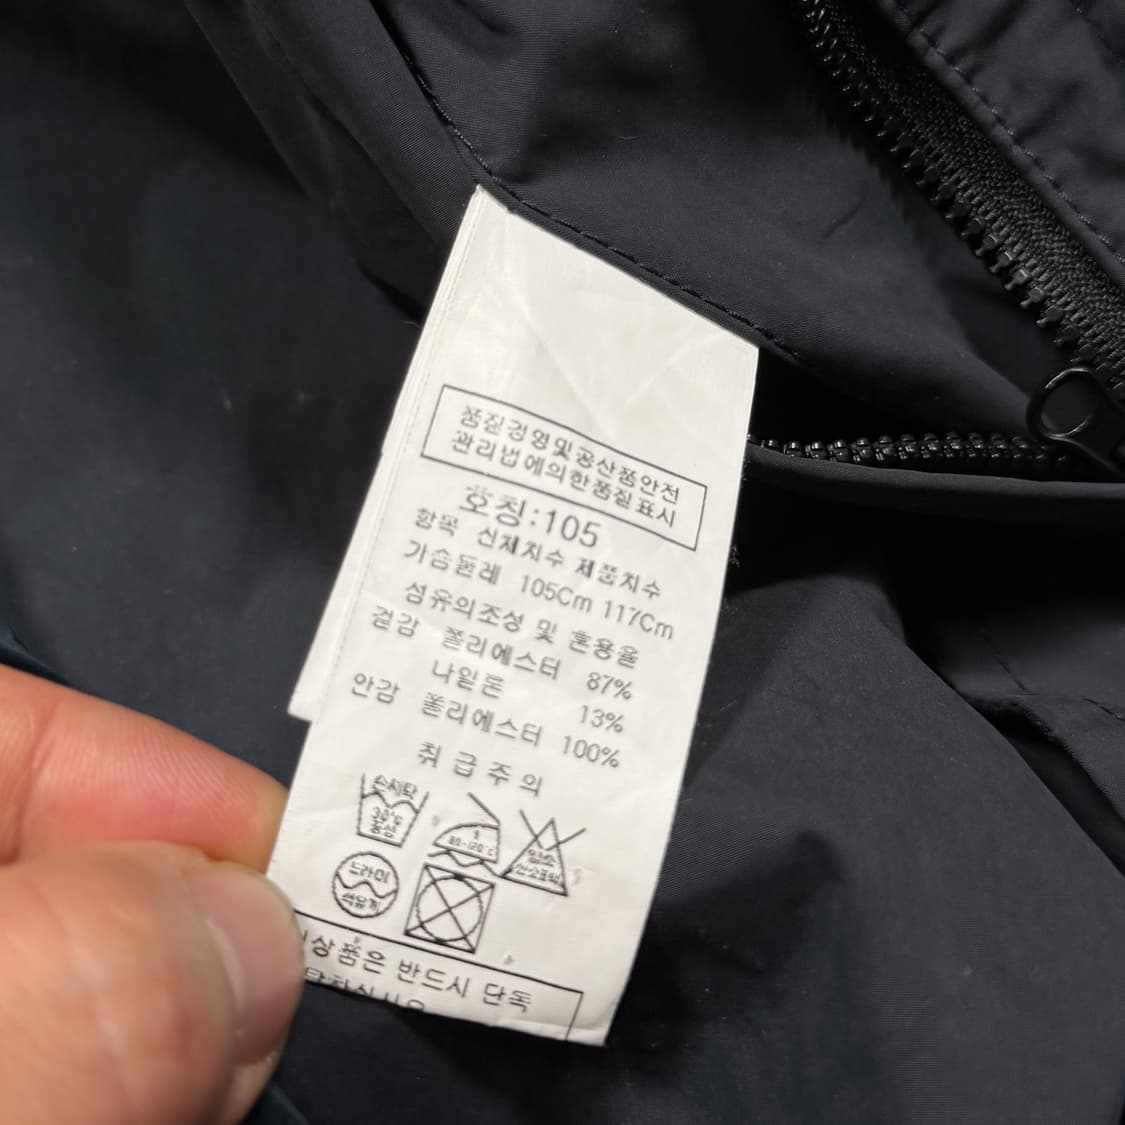 품질경영및공산품안전
관리법에의한품질표시
호칭:105
항목 신체치수 제품치수
가슴둘레 105Cm 117Cm
섬유의조성 및 혼용율
겉감 폴리에스터 87%
나일론 13%
안감 폴리에스터 100%
취급주의
손세탁
30°C
중성
80-120°C
염소
산소표백
드라이
석유계
상품은 반드시 단독